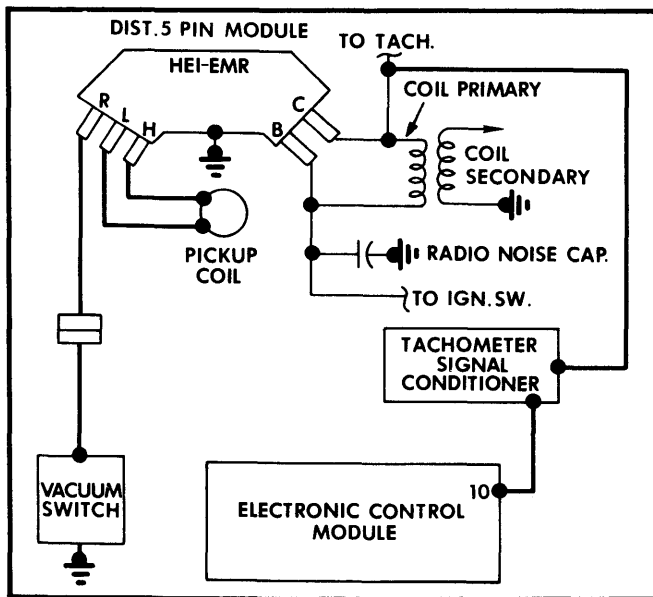 DIST. 5 PIN MODULE
HEI-EMR
R
L
H
B
C
TO TACH.
COIL PRIMARY
COIL
SECONDARY
PICKUP
COIL
RADIO NOISE CAP.
TO IGN. SW.
TACHOMETER
SIGNAL
CONDITIONER
VACUUM
SWITCH
10
ELECTRONIC CONTROL
MODULE